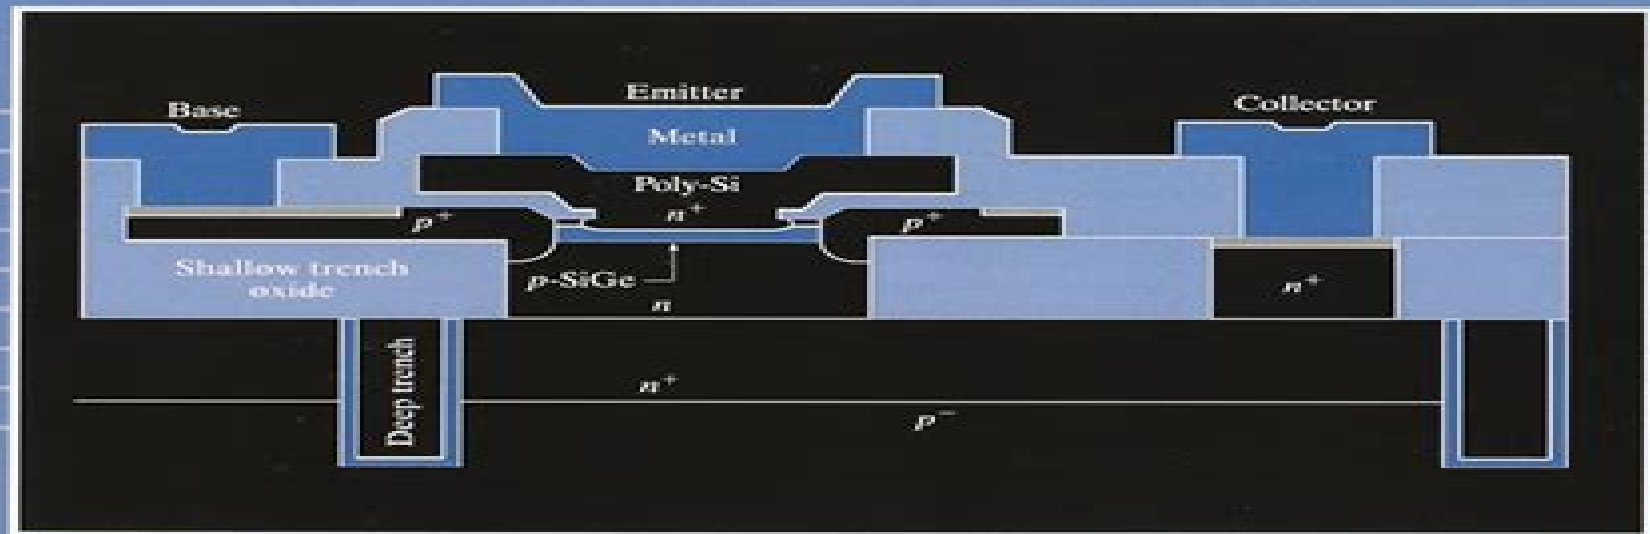 Base
Emitter
Collector
Metal
Poly-Si
n+
p+
p+
Shallow trench
oxide
p-SiGe
n
n+
Deep trench
n+
p−